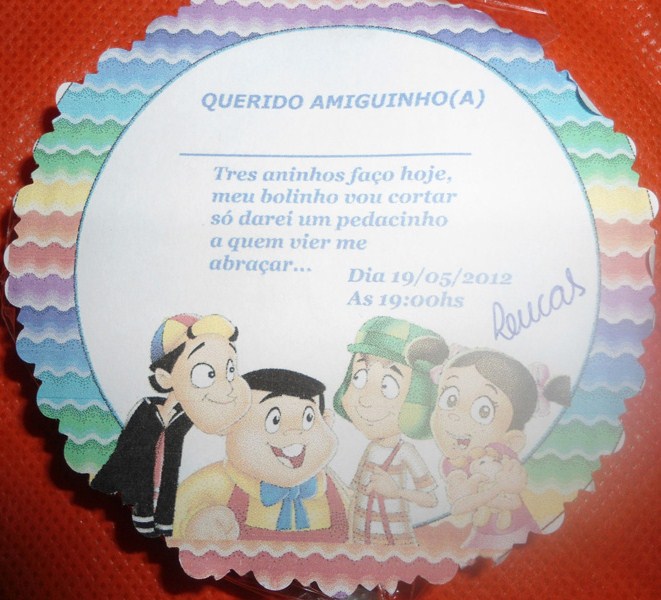 QUERIDO AMIGUINHO(A)
Tres aninhos faço hoje,
meu bolinho vou cortar
só darei um pedacinho
a quem vier me
abraçar...
Dia 19/05/2012
As 19:00hs